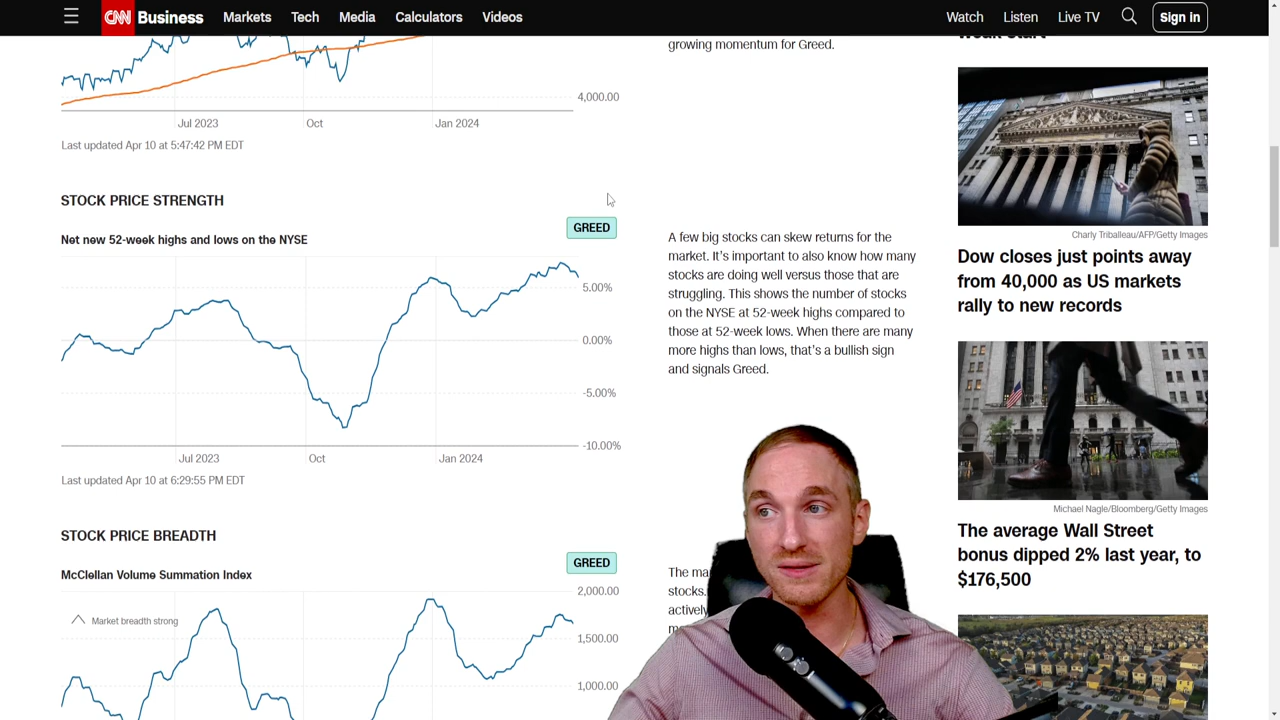 CNN Business Markets Tech Media Calculators Videos Watch Listen Live TV Sign in
growing momentum for Greed.
4,000.00
Jul 2023 Oct Jan 2024
Last updated Apr 10 at 5:47:42 PM EDT
STOCK PRICE STRENGTH
GREED
Net new 52-week highs and lows on the NYSE
5.00%
0.00%
-5.00%
-10.00%
Jul 2023 Oct Jan 2024
Last updated Apr 10 at 6:29:55 PM EDT
A few big stocks can skew returns for the
market. It's important to also know how many
stocks are doing well versus those that are
struggling. This shows the number of stocks
on the NYSE at 52-week highs compared to
those at 52-week lows. When there are many
more highs than lows, that's a bullish sign
and signals Greed.
STOCK PRICE BREADTH
GREED
McClellan Volume Summation Index
2,000.00
Market breadth strong
1,500.00
1,000.00
The
stocks.
actively
Charly Triballeau/AFP/Getty Images
Dow closes just points away
from 40,000 as US markets
rally to new records
Michael Nagle/Bloomberg/Getty Images
The average Wall Street
bonus dipped 2% last year, to
$176,500